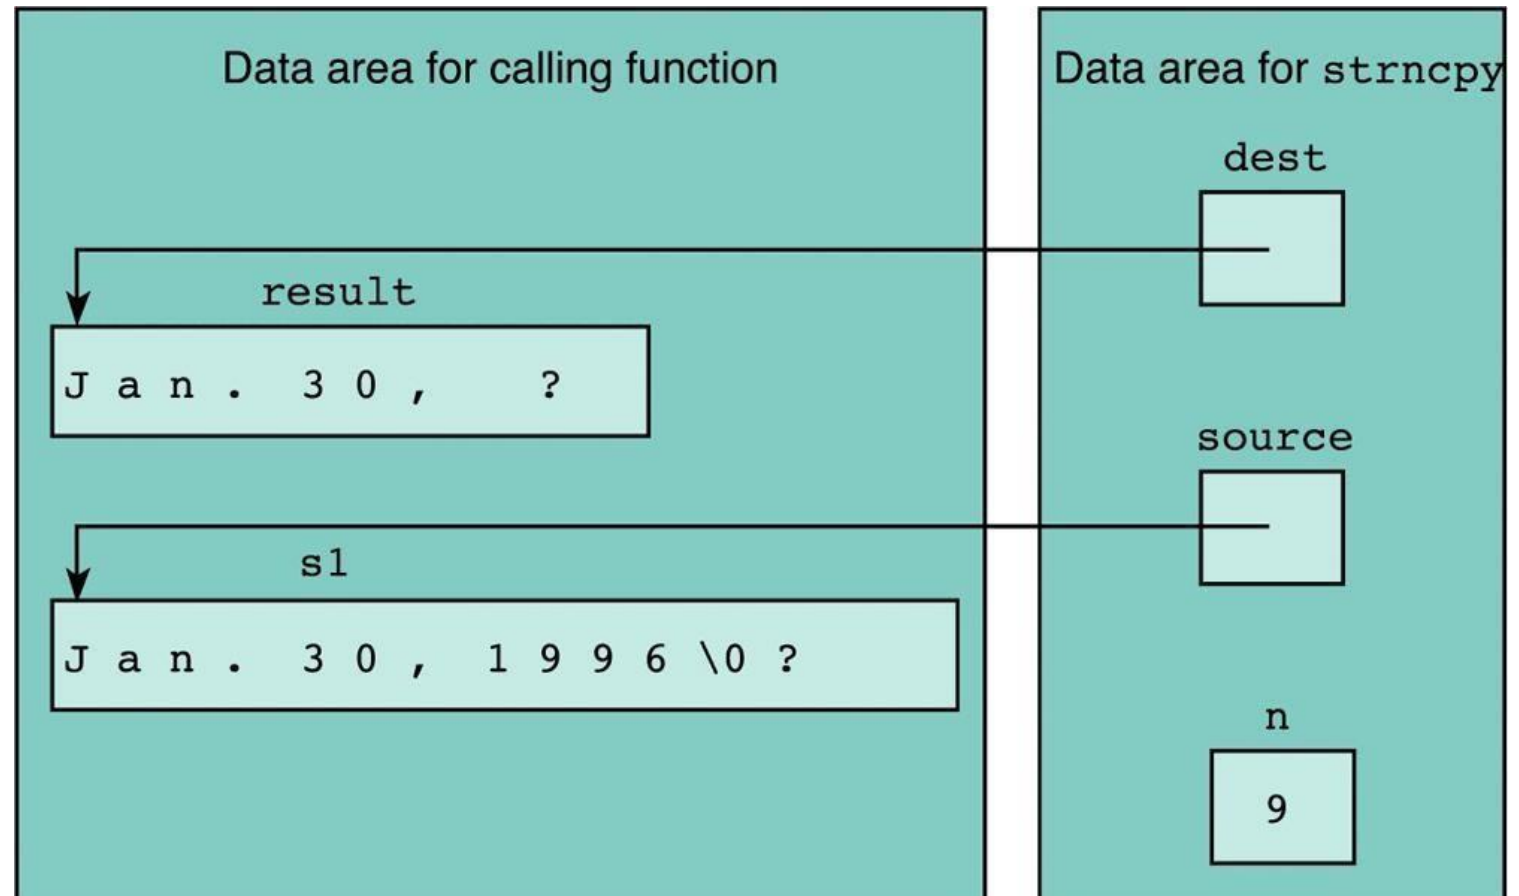 Data area for calling function
result
J a n . 3 0 , ?
s1
J a n . 3 0 , 1 9 9 6 \0 ?
Data area for strncpy
dest
source
n
9